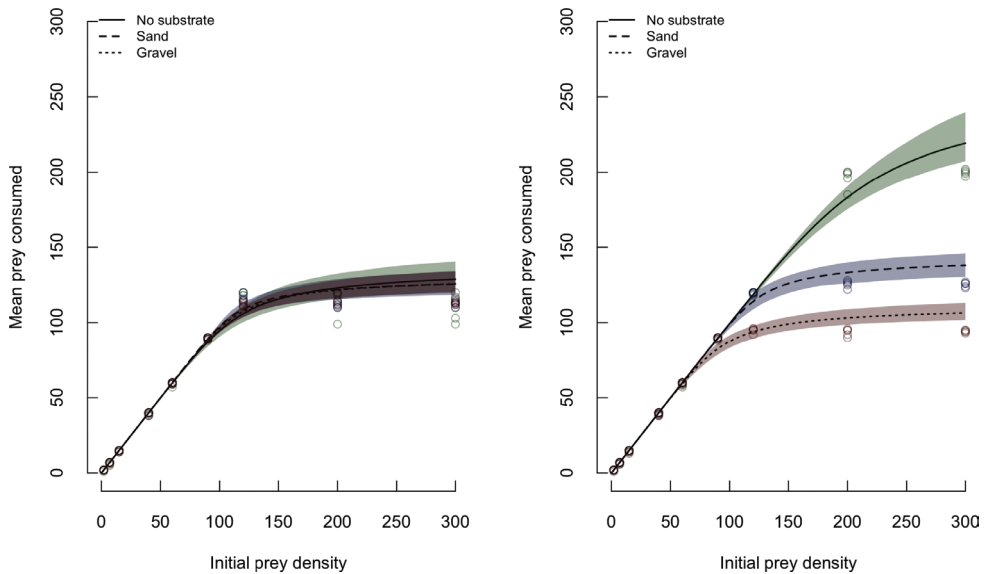 300
250
200
150
100
50
0
Mean prey consumed
No substrate
Sand
Gravel
0 50 100 150 200 250 300
Initial prey density
300
250
200
150
100
50
0
Mean prey consumed
No substrate
Sand
Gravel
0 50 100 150 200 250 300
Initial prey density